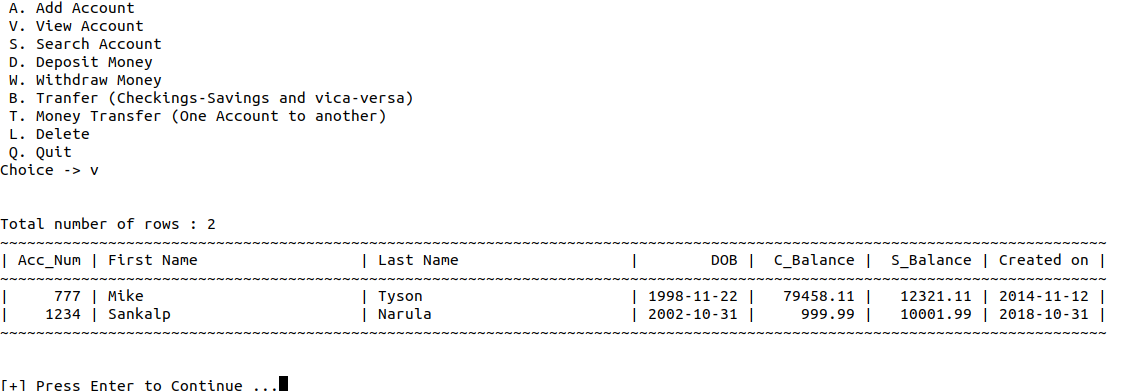 A. Add Account
V. View Account
S. Search Account
D. Deposit Money
W. Withdraw Money
B. Tranfer (Checkings-Savings and vica-versa)
T. Money Transfer (One Account to another)
L. Delete
Q. Quit
Choice -> v
Total number of rows : 2
~~~~~~~~~~~~~~~~~~~~~~~~~~~~~~~~~~~~~~~~~~~~~~~~~~~~~~~~~~~~~~~~~~~~~~~~~~~~~~~~~~~~~~~~~~~~~~~~~~~~~~~~~~~~~~~~~~~~~~~~~~~
| Acc_Num | First Name                  | Last Name                   |        DOB |  C_Balance |  S_Balance | Created on |
~~~~~~~~~~~~~~~~~~~~~~~~~~~~~~~~~~~~~~~~~~~~~~~~~~~~~~~~~~~~~~~~~~~~~~~~~~~~~~~~~~~~~~~~~~~~~~~~~~~~~~~~~~~~~~~~~~~~~~~~~~~
|     777 | Mike                        | Tyson                       | 1998-11-22 |   79458.11 |   12321.11 | 2014-11-12 |
|    1234 | Sankalp                     | Narula                      | 2002-10-31 |     999.99 |   10001.99 | 2018-10-31 |
~~~~~~~~~~~~~~~~~~~~~~~~~~~~~~~~~~~~~~~~~~~~~~~~~~~~~~~~~~~~~~~~~~~~~~~~~~~~~~~~~~~~~~~~~~~~~~~~~~~~~~~~~~~~~~~~~~~~~~~~~~~
[+] Press Enter to Continue ...